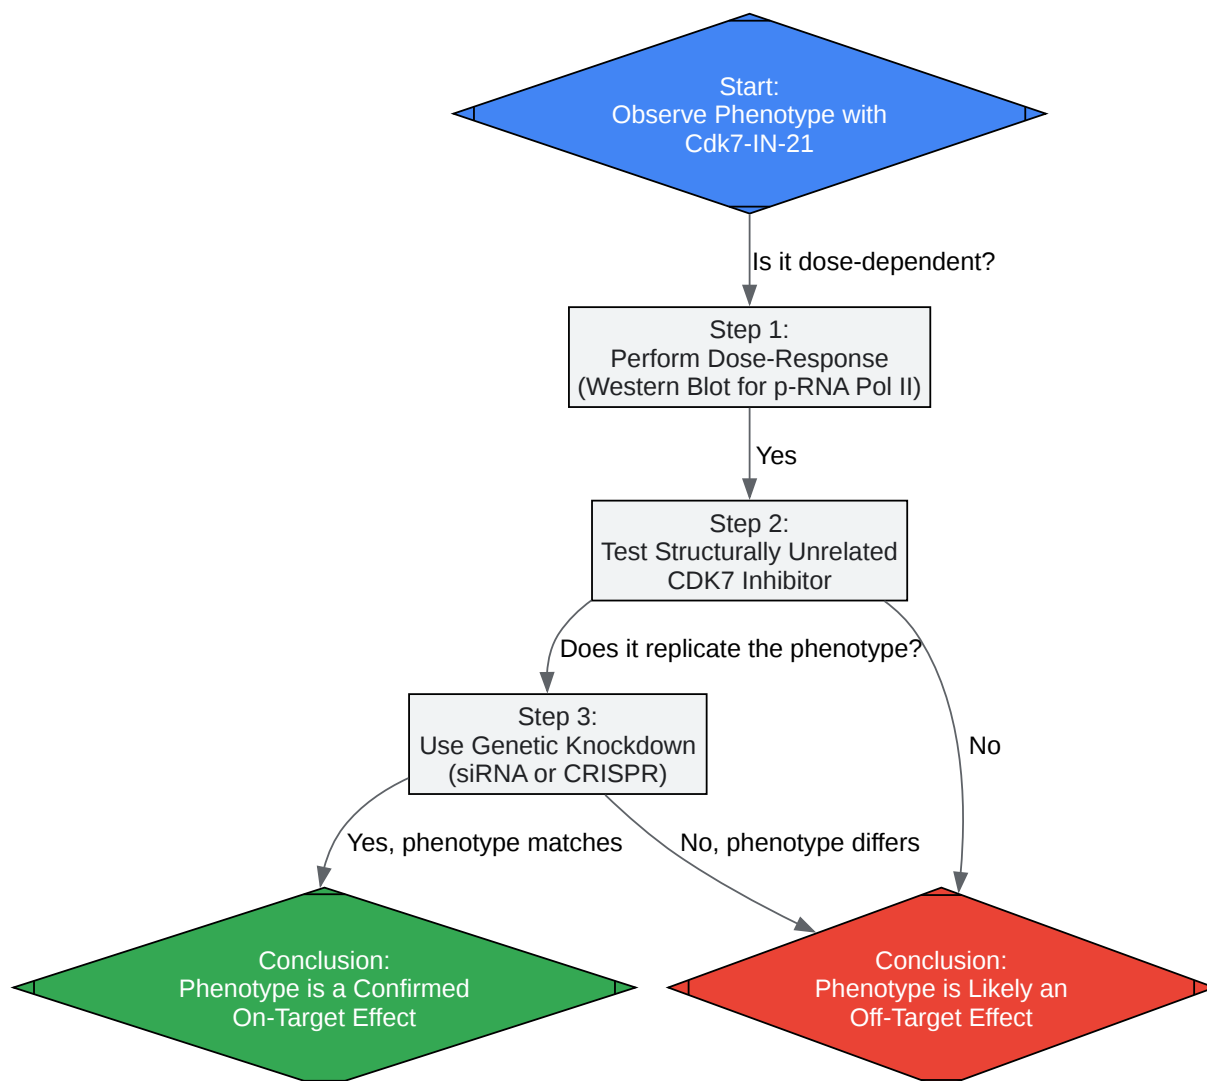 Start:
Observe Phenotype with
Cdk7-IN-21
Is it dose-dependent?
Step 1:
Perform Dose-Response
(Western Blot for p-RNA Pol II)
Yes
Step 2:
Test Structurally Unrelated
CDK7 Inhibitor
Does it replicate the phenotype?
Step 3:
Use Genetic Knockdown
(siRNA or CRISPR)
No
Yes, phenotype matches
No, phenotype differs
Conclusion:
Phenotype is a Confirmed
On-Target Effect
Conclusion:
Phenotype is Likely an
Off-Target Effect